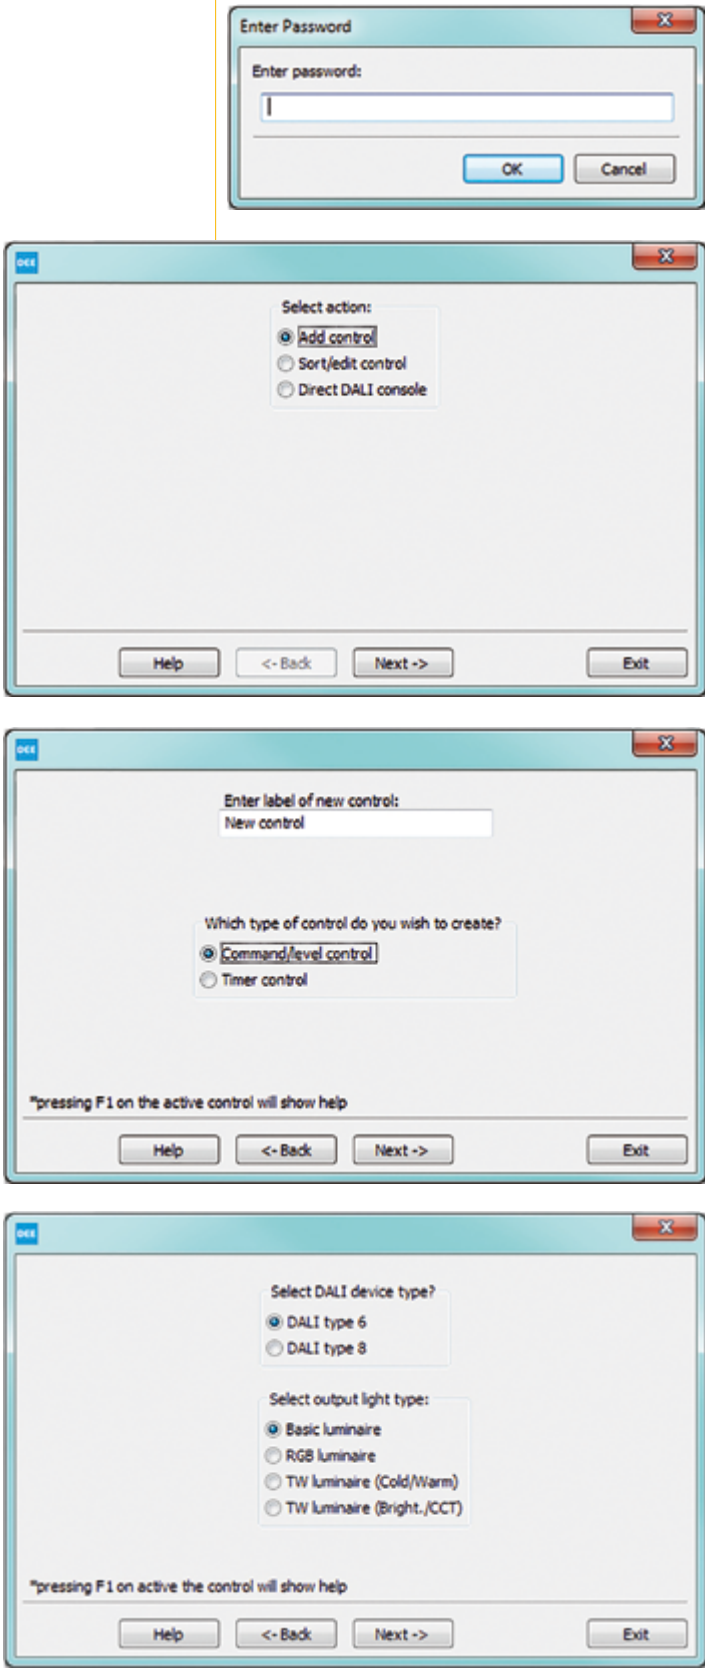 Enter Password
Enter password:
OK Cancel
Select action:
Add control
Sort/edit control
Direct DALI console
Help <- Back Next -> Exit
Enter label of new control:
New control
Which type of control do you wish to create?
Command/level control
Timer control
*pressing F1 on the active control will show help
Help <- Back Next -> Exit
Select DALI device type?
DALI type 6
DALI type 8
Select output light type:
Basic luminaire
RGB luminaire
TW luminaire (Cold/Warm)
TW luminaire (Bright./CCT)
*pressing F1 on active the control will show help
Help <- Back Next -> Exit